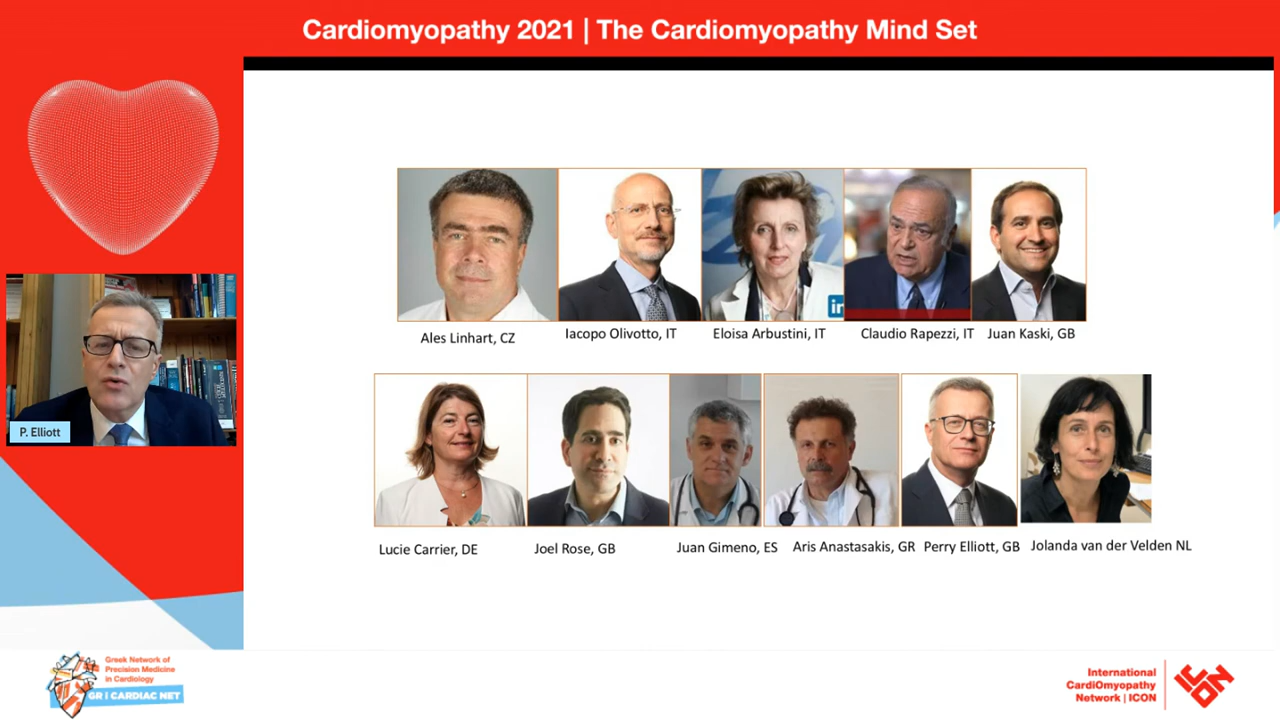 Cardiomyopathy 2021 | The Cardiomyopathy Mind Set
in
Ales Linhart, CZ
Iacopo Olivotto, IT
Eloisa Arbustini, IT
Claudio Rapezzi, IT
Juan Kaski, GB
P. Elliott
Lucie Carrier, DE
Joel Rose, GB
Juan Gimeno, ES
Aris Anastasakis, GR
Perry Elliott, GB
Jolanda van der Velden NL
Greek Network of
Precision Medicine
in Cardiology
GR | CARDIAC NET
International
CardiOmyopathy
Network | ICON
ICON